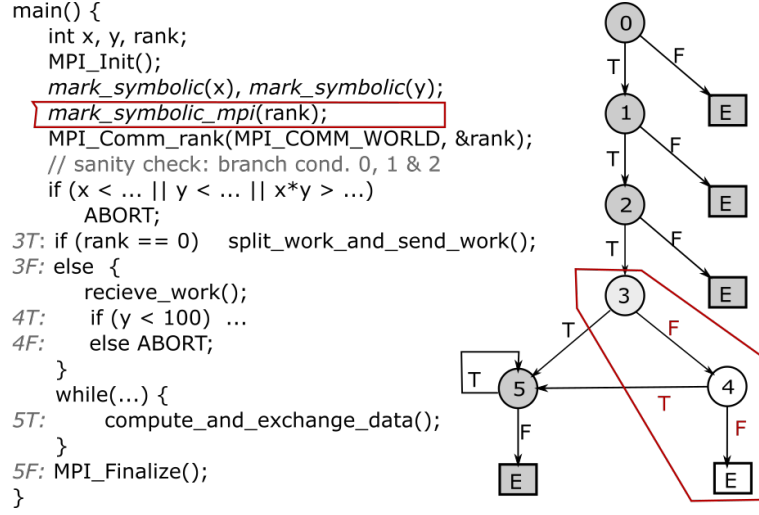 main() {
int x, y, rank;
MPI_Init();
mark_symbolic(x), mark_symbolic(y);
mark_symbolic_mpi(rank);
MPI_Comm_rank(MPI_COMM_WORLD, &rank);
// sanity check: branch cond. 0, 1 & 2
if (x < ... || y < ... || x*y > ...)
ABORT;
3T: if (rank == 0) split_work_and_send_work();
3F: else {
recieve_work();
4T: if (y < 100) ...
4F: else ABORT;
}
while(...) {
5T: compute_and_exchange_data();
}
5F: MPI_Finalize();
}
0
T F
1 E
T F
2 E
T F
3 E
T F
5 4
T T
F F
E E